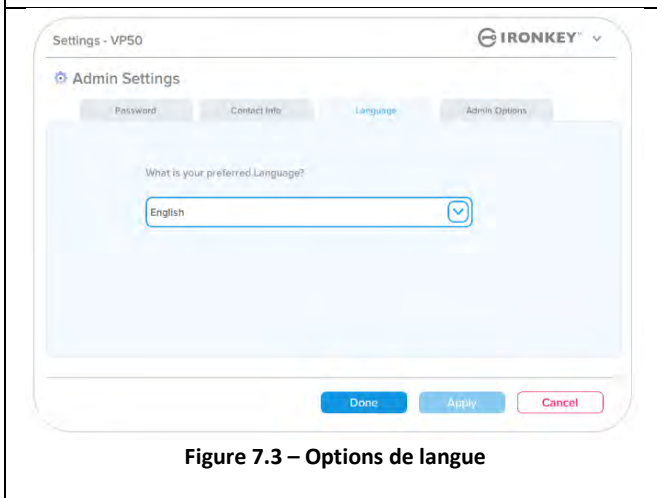 Settings - VP50
IRONKEY™
Admin Settings
Password
Contact Info
Language
Admin Options
What is your preferred Language?
English
Done
Apply
Cancel
Figure 7.3 – Options de langue